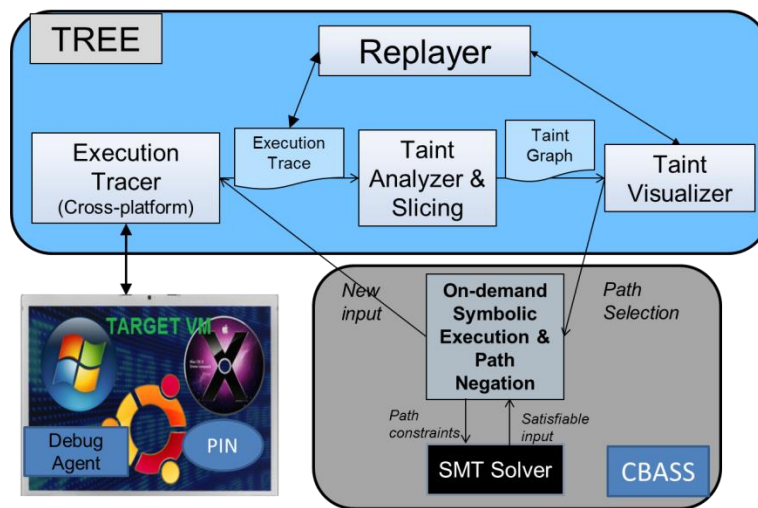 TREE
Replayer
Execution
Tracer
(Cross-platform)
Execution
Trace
Taint
Analyzer &
Slicing
Taint
Graph
Taint
Visualizer
New
input
On-demand
Symbolic
Execution &
Path
Negation
Path
Selection
TARGET VM
X
Debug
Agent
PIN
Path
constraints
Satisfiable
input
SMT Solver
CBASS